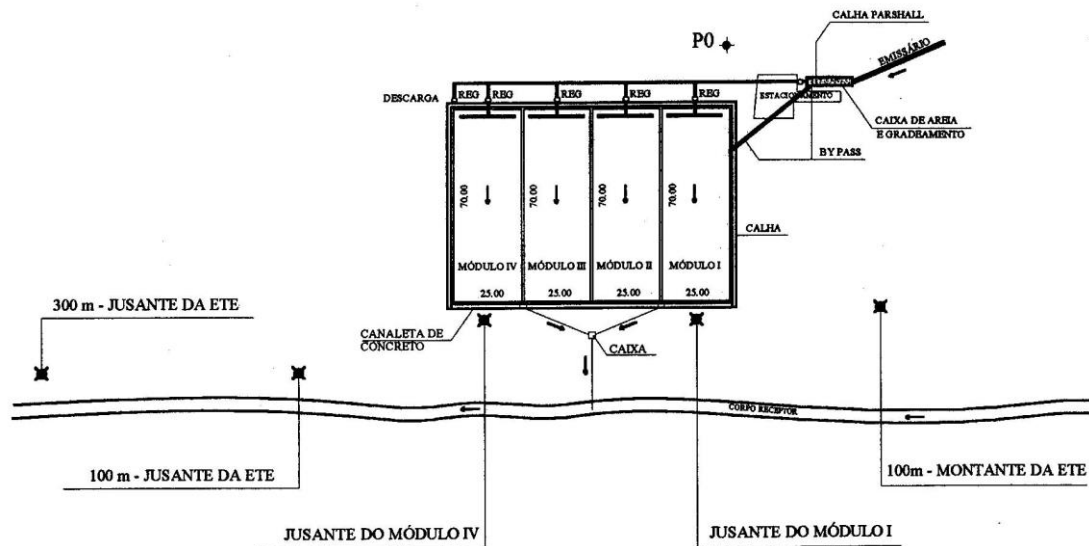 CALHA PARSHALL
P0
EMISSÁRIO
DESCARGA
REG
REG
REG
REG
REG
ESTACIONAMENTO
CAIXA DE AREIA
E GRADEAMENTO
BY PASS
70.00
70.00
70.00
70.00
CALHA
MÓDULO IV
MÓDULO III
MÓDULO II
MÓDULO I
25.00
25.00
25.00
25.00
300 m - JUSANTE DA ETE
CANALETA DE
CONCRETO
CAIXA
CORPO RECEPTOR
100 m - JUSANTE DA ETE
100m - MONTANTE DA ETE
JUSANTE DO MÓDULO IV
JUSANTE DO MÓDULO I